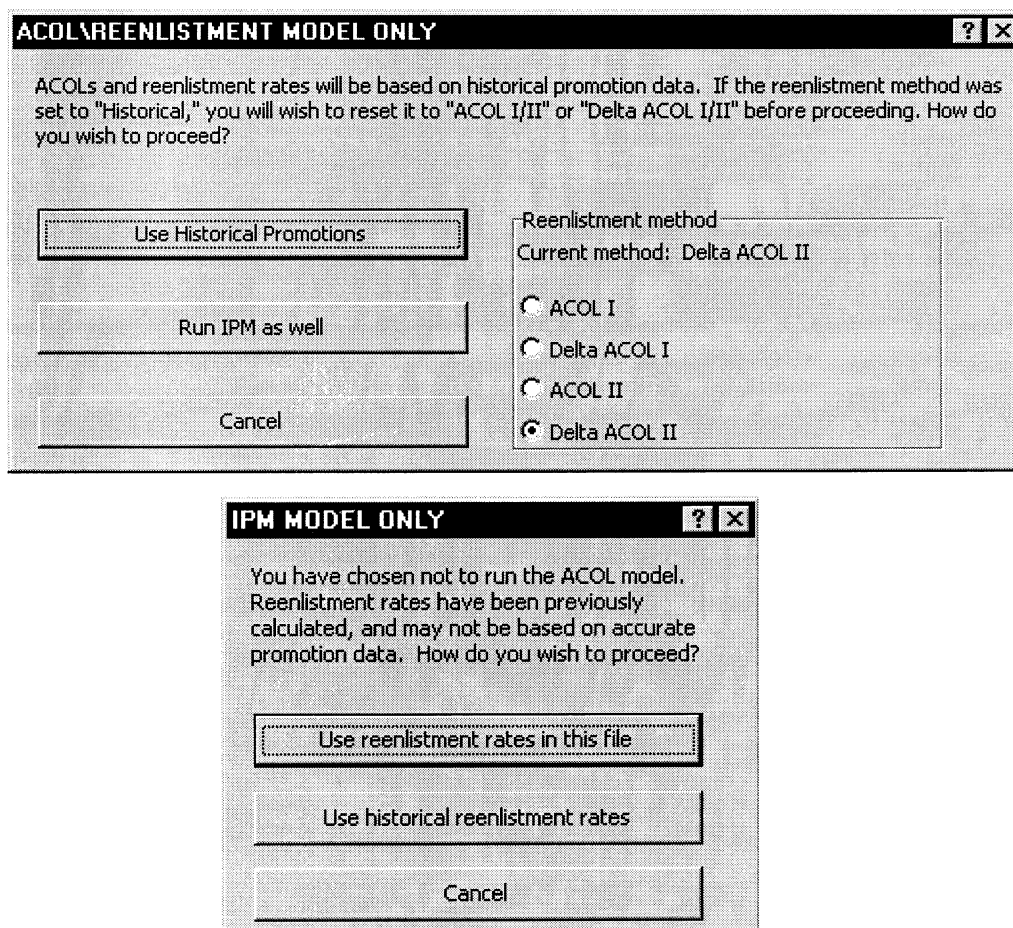 ACOL\REENLISTMENT MODEL ONLY
ACOLs and reenlistment rates will be based on historical promotion data. If the reenlistment method was
set to "Historical," you will wish to reset it to "ACOL I/II" or "Delta ACOL I/II" before proceeding. How do
you wish to proceed?
Use Historical Promotions
Run IPM as well
Cancel
Reenlistment method
Current method: Delta ACOL II
ACOL I
Delta ACOL I
ACOL II
Delta ACOL II
IPM MODEL ONLY
You have chosen not to run the ACOL model.
Reenlistment rates have been previously
calculated, and may not be based on accurate
promotion data. How do you wish to proceed?
Use reenlistment rates in this file
Use historical reenlistment rates
Cancel